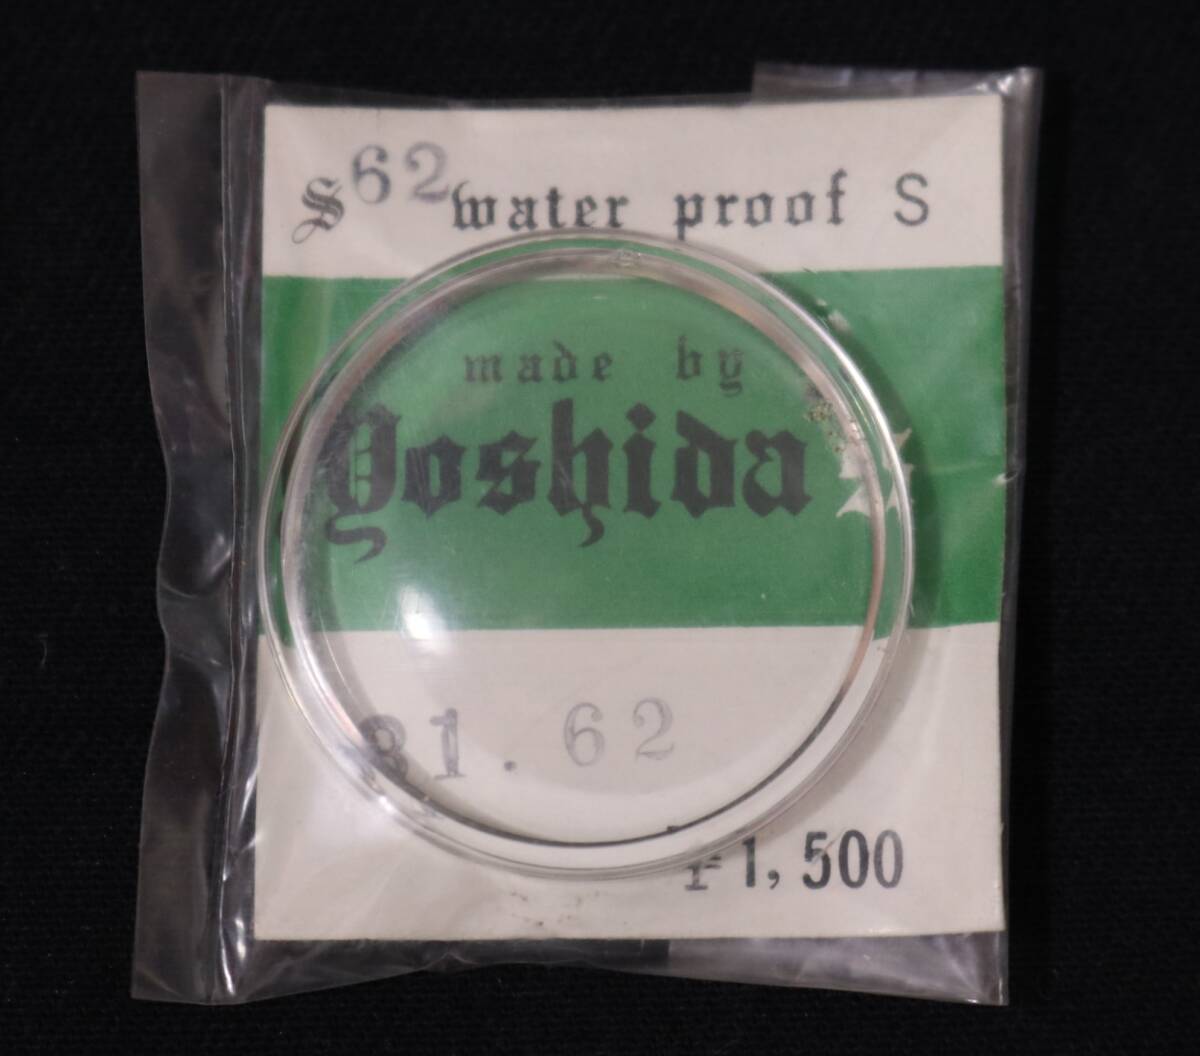 S62 water proof S
made by
Yoshida
31.62
¥1,500